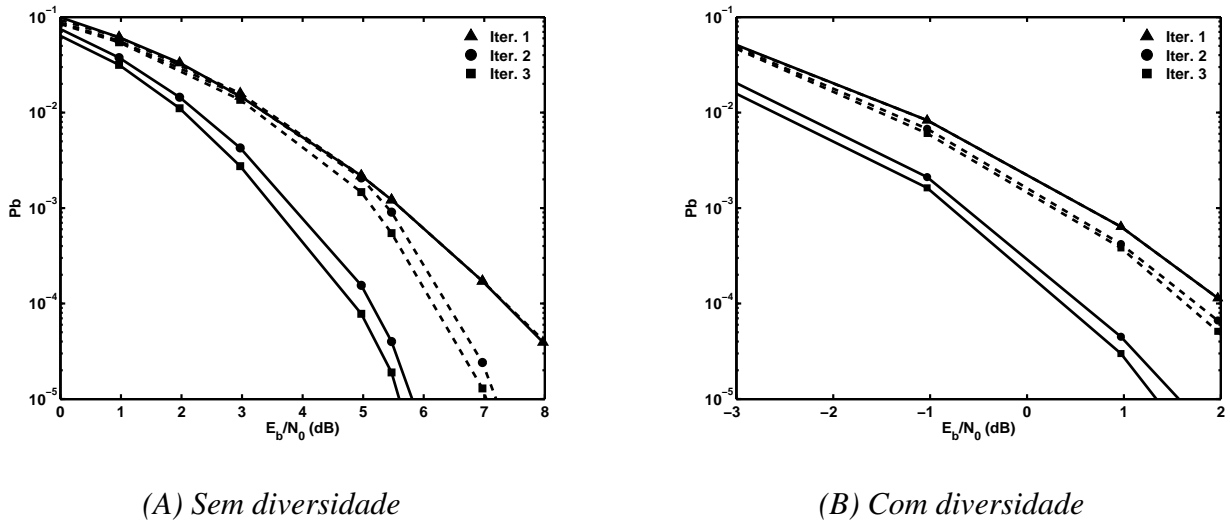 10⁻¹
10⁻²
10⁻³
10⁻⁴
10⁻⁵
Pb
0 1 2 3 4 5 6 7 8
E_b/N_0 (dB)
Iter. 1
Iter. 2
Iter. 3
(A) Sem diversidade
10⁻¹
10⁻²
10⁻³
10⁻⁴
10⁻⁵
Pb
−3 −2 −1 0 1 2
E_b/N_0 (dB)
Iter. 1
Iter. 2
Iter. 3
(B) Com diversidade